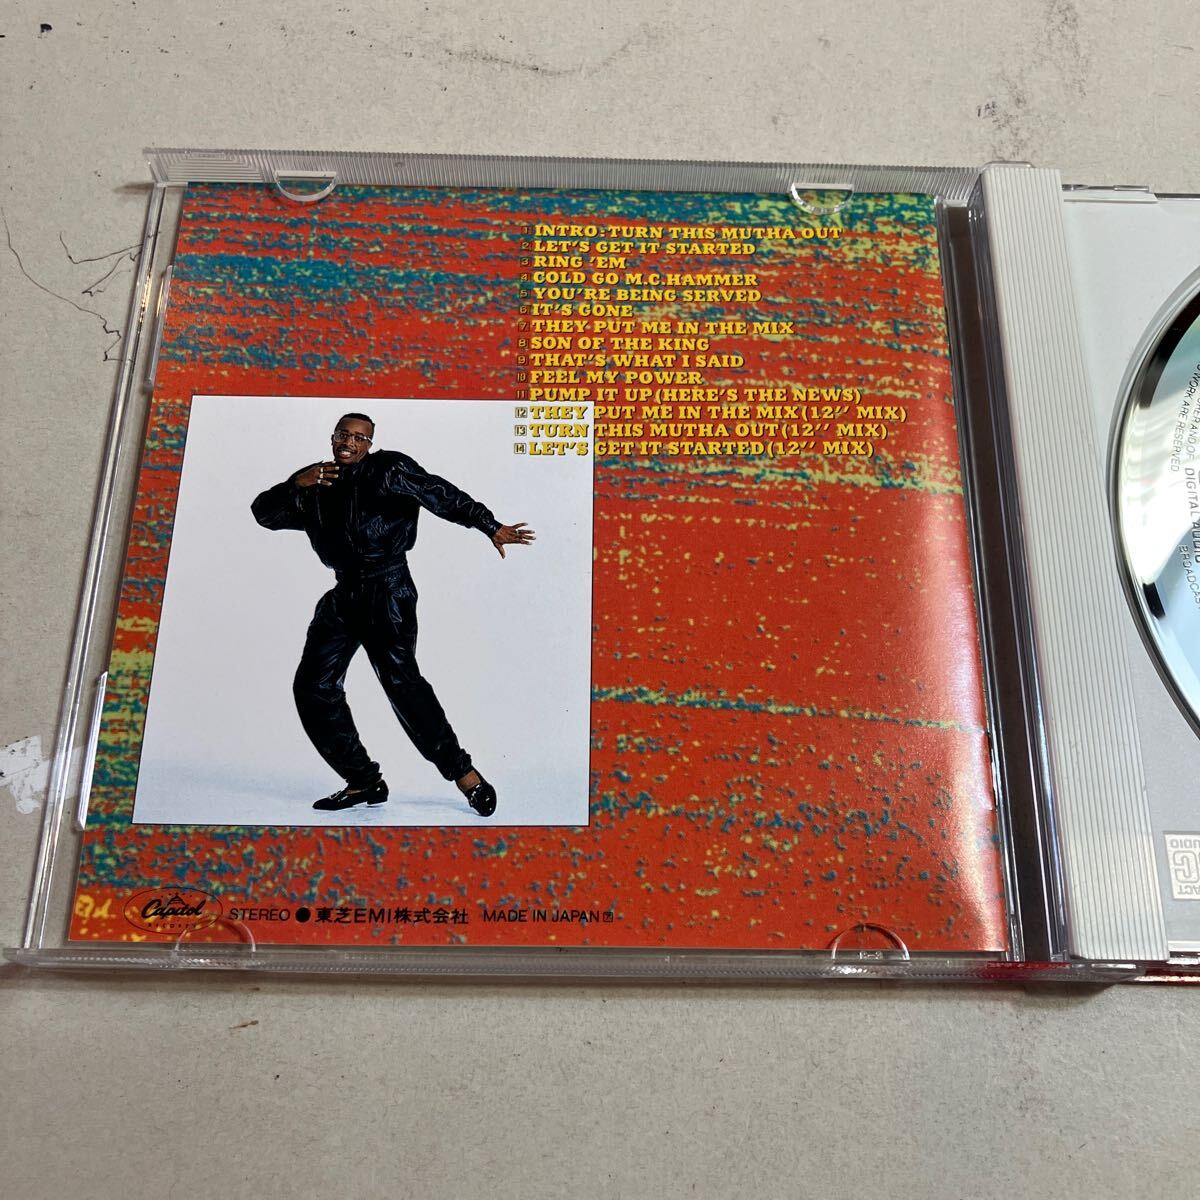 1 INTRO:TURN THIS MUTHA OUT
2 LET'S GET IT STARTED
3 RING 'EM
4 COLD GO M.C.HAMMER
5 YOU'RE BEING SERVED
6 IT'S GONE
7 THEY PUT ME IN THE MIX
8 SON OF THE KING
9 THAT'S WHAT I SAID
10 FEEL MY POWER
11 PUMP IT UP(HERE'S THE NEWS)
12 THEY PUT ME IN THE MIX(12″ MIX)
13 TURN THIS MUTHA OUT(12″ MIX)
14 LET'S GET IT STARTED(12″ MIX)
Capitol
RECORDS
STEREO ● 東芝EMI株式会社 MADE IN JAPAN
WORK ARE RESERVED
DIGITAL AUDIO